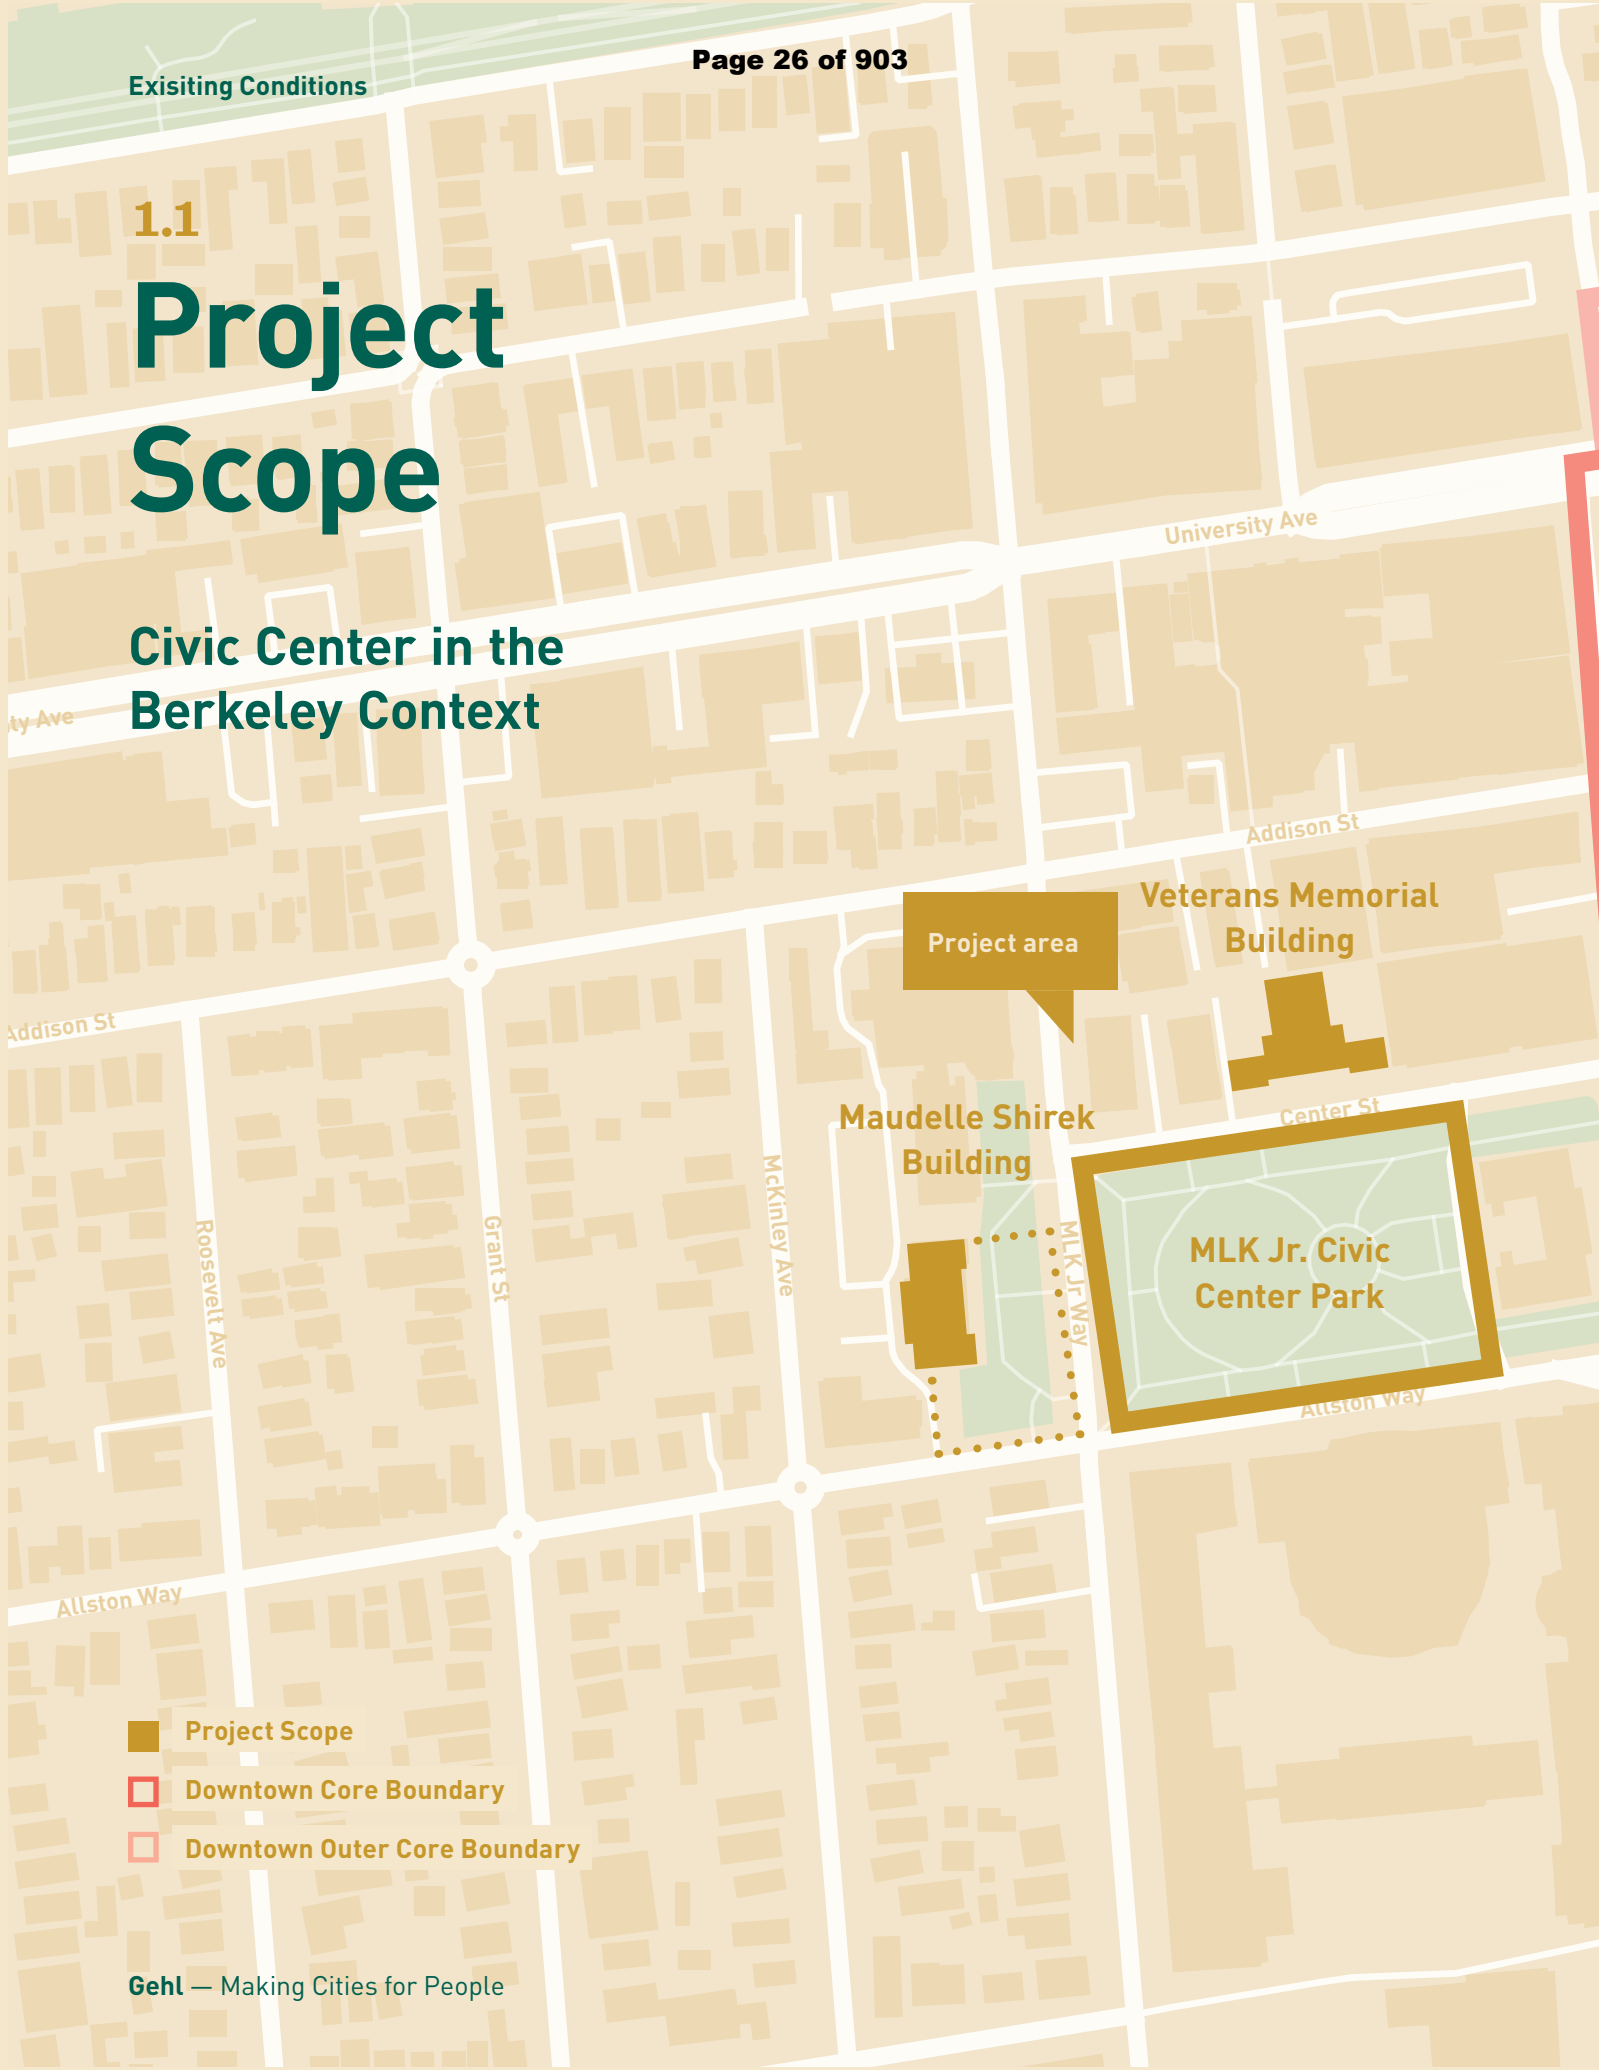 Page 26 of 903
Exisiting Conditions
1.1
Project
Scope
Civic Center in the
Berkeley Context
University Ave
ty Ave
Addison St
Veterans Memorial
Building
Project area
Addison St
Center St
Maudelle Shirek
Building
McKinley Ave
Roosevelt Ave
Grant St
MLK Jr Way
MLK Jr. Civic
Center Park
Allston Way
Allston Way
Project Scope
Downtown Core Boundary
Downtown Outer Core Boundary
Gehl — Making Cities for People